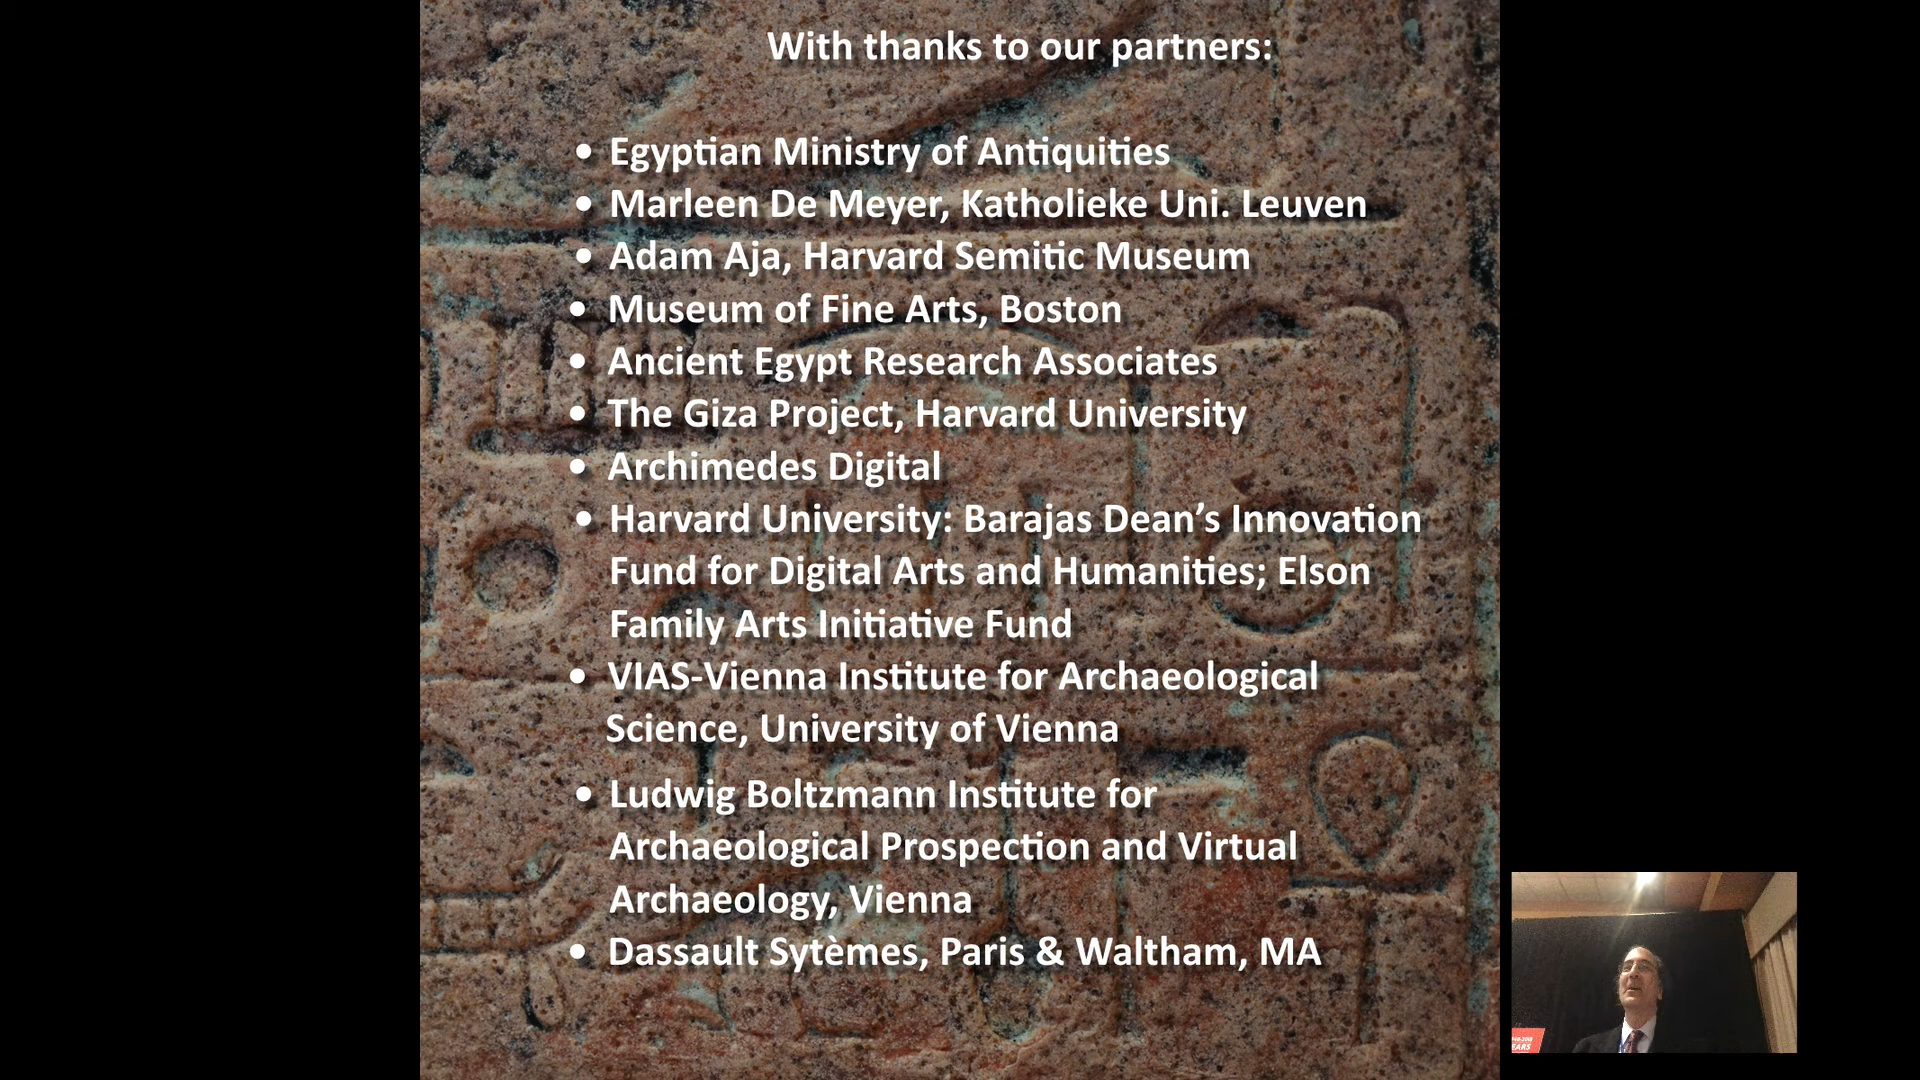 With thanks to our partners:
• Egyptian Ministry of Antiquities
• Marleen De Meyer, Katholieke Uni. Leuven
• Adam Aja, Harvard Semitic Museum
• Museum of Fine Arts, Boston
• Ancient Egypt Research Associates
• The Giza Project, Harvard University
• Archimedes Digital
• Harvard University: Barajas Dean’s Innovation
Fund for Digital Arts and Humanities; Elson
Family Arts Initiative Fund
• VIAS-Vienna Institute for Archaeological
Science, University of Vienna
• Ludwig Boltzmann Institute for
Archaeological Prospection and Virtual
Archaeology, Vienna
• Dassault Sytèmes, Paris & Waltham, MA